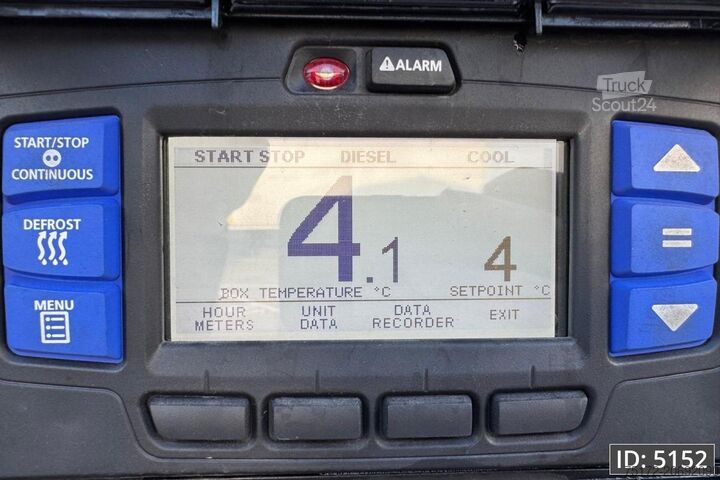 ALARM
Truck
Scout24
START/STOP
CONTINUOUS
DEFROST
MENU
START STOP DIESEL COOL
4.1 4
BOX TEMPERATURE °C SETPOINT °C
HOUR METERS UNIT DATA DATA RECORDER EXIT
ID: 5152